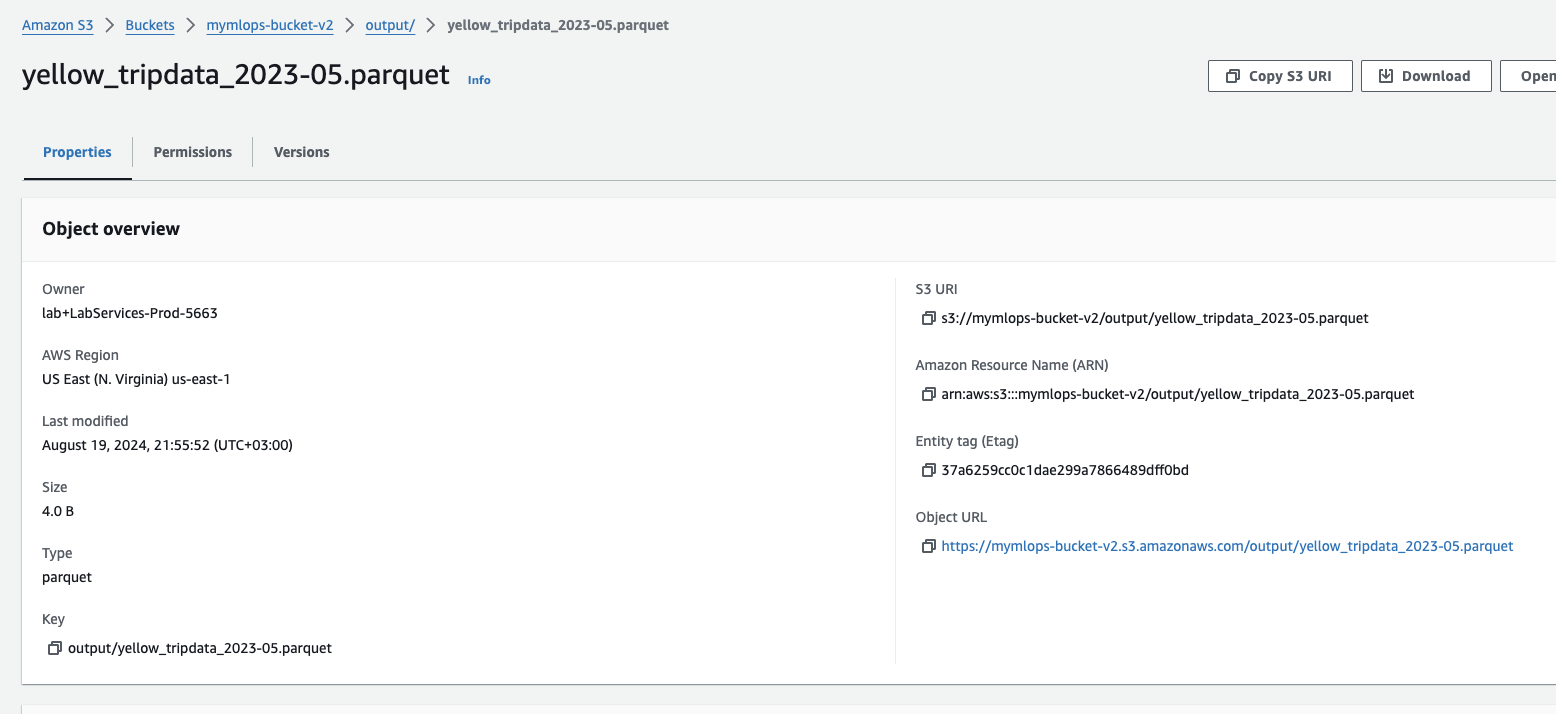 Amazon S3 > Buckets > mymlops-bucket-v2 > output/ > yellow_tripdata_2023-05.parquet
yellow_tripdata_2023-05.parquet Info
Copy S3 URI Download Open
Properties Permissions Versions
Object overview
Owner
lab+LabServices-Prod-5663
AWS Region
US East (N. Virginia) us-east-1
Last modified
August 19, 2024, 21:55:52 (UTC+03:00)
Size
4.0 B
Type
parquet
Key
output/yellow_tripdata_2023-05.parquet
S3 URI
s3://mymlops-bucket-v2/output/yellow_tripdata_2023-05.parquet
Amazon Resource Name (ARN)
arn:aws:s3:::mymlops-bucket-v2/output/yellow_tripdata_2023-05.parquet
Entity tag (Etag)
37a6259cc0c1dae299a7866489dff0bd
Object URL
https://mymlops-bucket-v2.s3.amazonaws.com/output/yellow_tripdata_2023-05.parquet